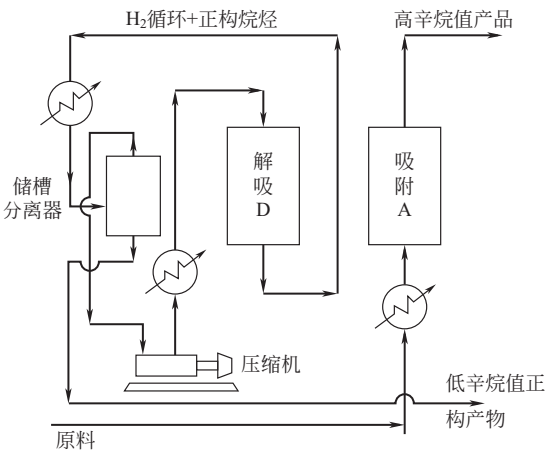 H₂循环+正构烷烃
高辛烷值产品
解
吸
D
吸
附
A
储槽
分离器
压缩机
低辛烷值正
构产物
原料